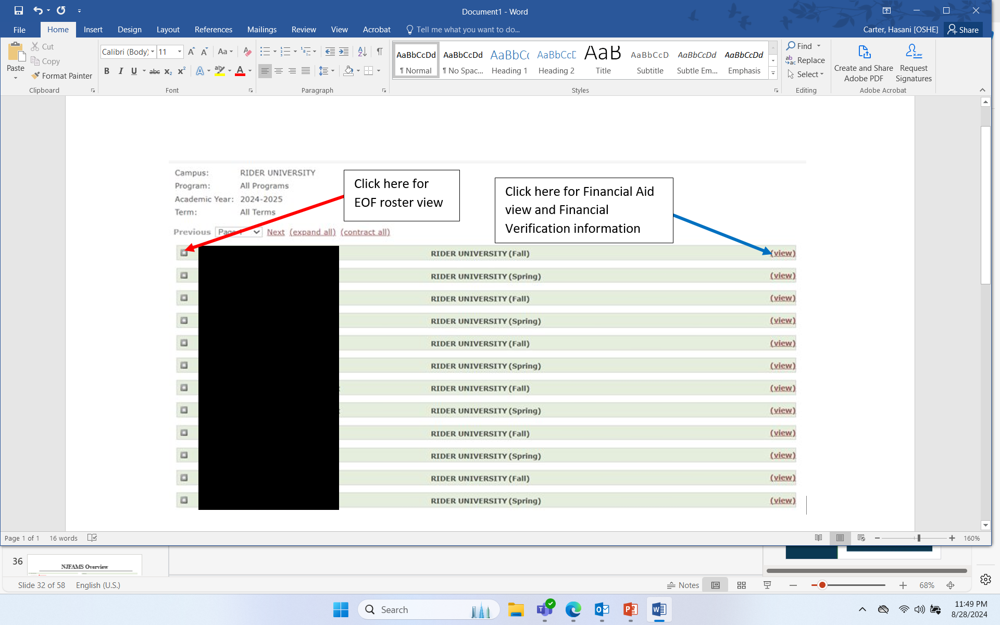 Document1 - Word
File Home Insert Design Layout References Mailings Review View Acrobat Tell me what you want to do... Carter, Hasani [OSHE] Share
Paste
Cut
Copy
Format Painter
Clipboard
Calibri (Body) 11
Font
Paragraph
AaBbCcDd AaBbCcDd AaBbCc AaBbCcD AaB AaBbCcD AaBbCcDd AaBbCcDd
¶ Normal ¶ No Spac... Heading 1 Heading 2 Title Subtitle Subtle Em... Emphasis
Styles
Find
Replace
Select
Editing
Create and Share
Adobe PDF
Request
Signatures
Adobe Acrobat
Campus: RIDER UNIVERSITY
Program: All Programs
Academic Year: 2024-2025
Term: All Terms
Click here for
EOF roster view
Click here for Financial Aid
view and Financial
Verification information
Previous Next (expand all) (contract all)
RIDER UNIVERSITY (Fall) (view)
RIDER UNIVERSITY (Spring) (view)
RIDER UNIVERSITY (Fall) (view)
RIDER UNIVERSITY (Spring) (view)
RIDER UNIVERSITY (Fall) (view)
RIDER UNIVERSITY (Spring) (view)
RIDER UNIVERSITY (Fall) (view)
RIDER UNIVERSITY (Spring) (view)
RIDER UNIVERSITY (Fall) (view)
RIDER UNIVERSITY (Spring) (view)
RIDER UNIVERSITY (Fall) (view)
RIDER UNIVERSITY (Spring) (view)
Page 1 of 1 16 words 160%
36
NJFAMS Overview
Slide 32 of 58 English (U.S.) Notes 68%
Search
11:49 PM
8/28/2024